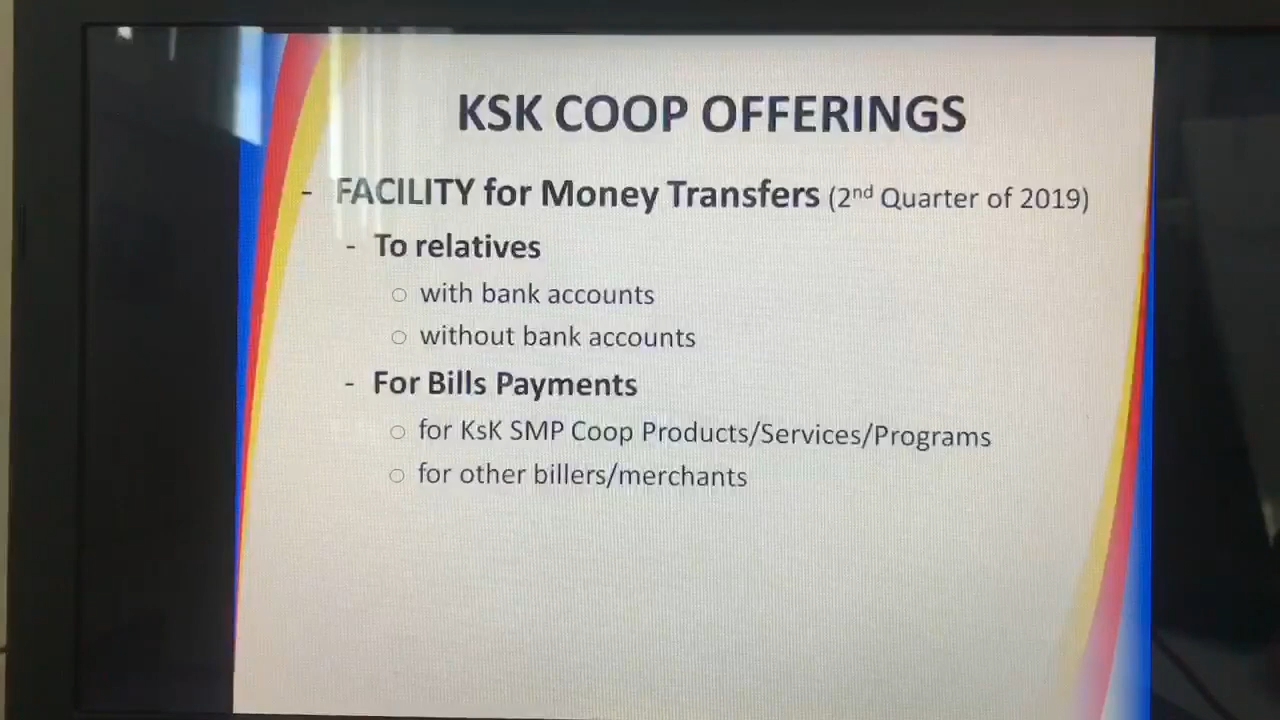 KSK COOP OFFERINGS
- FACILITY for Money Transfers (2nd Quarter of 2019)
- To relatives
○ with bank accounts
○ without bank accounts
- For Bills Payments
○ for KsK SMP Coop Products/Services/Programs
○ for other billers/merchants